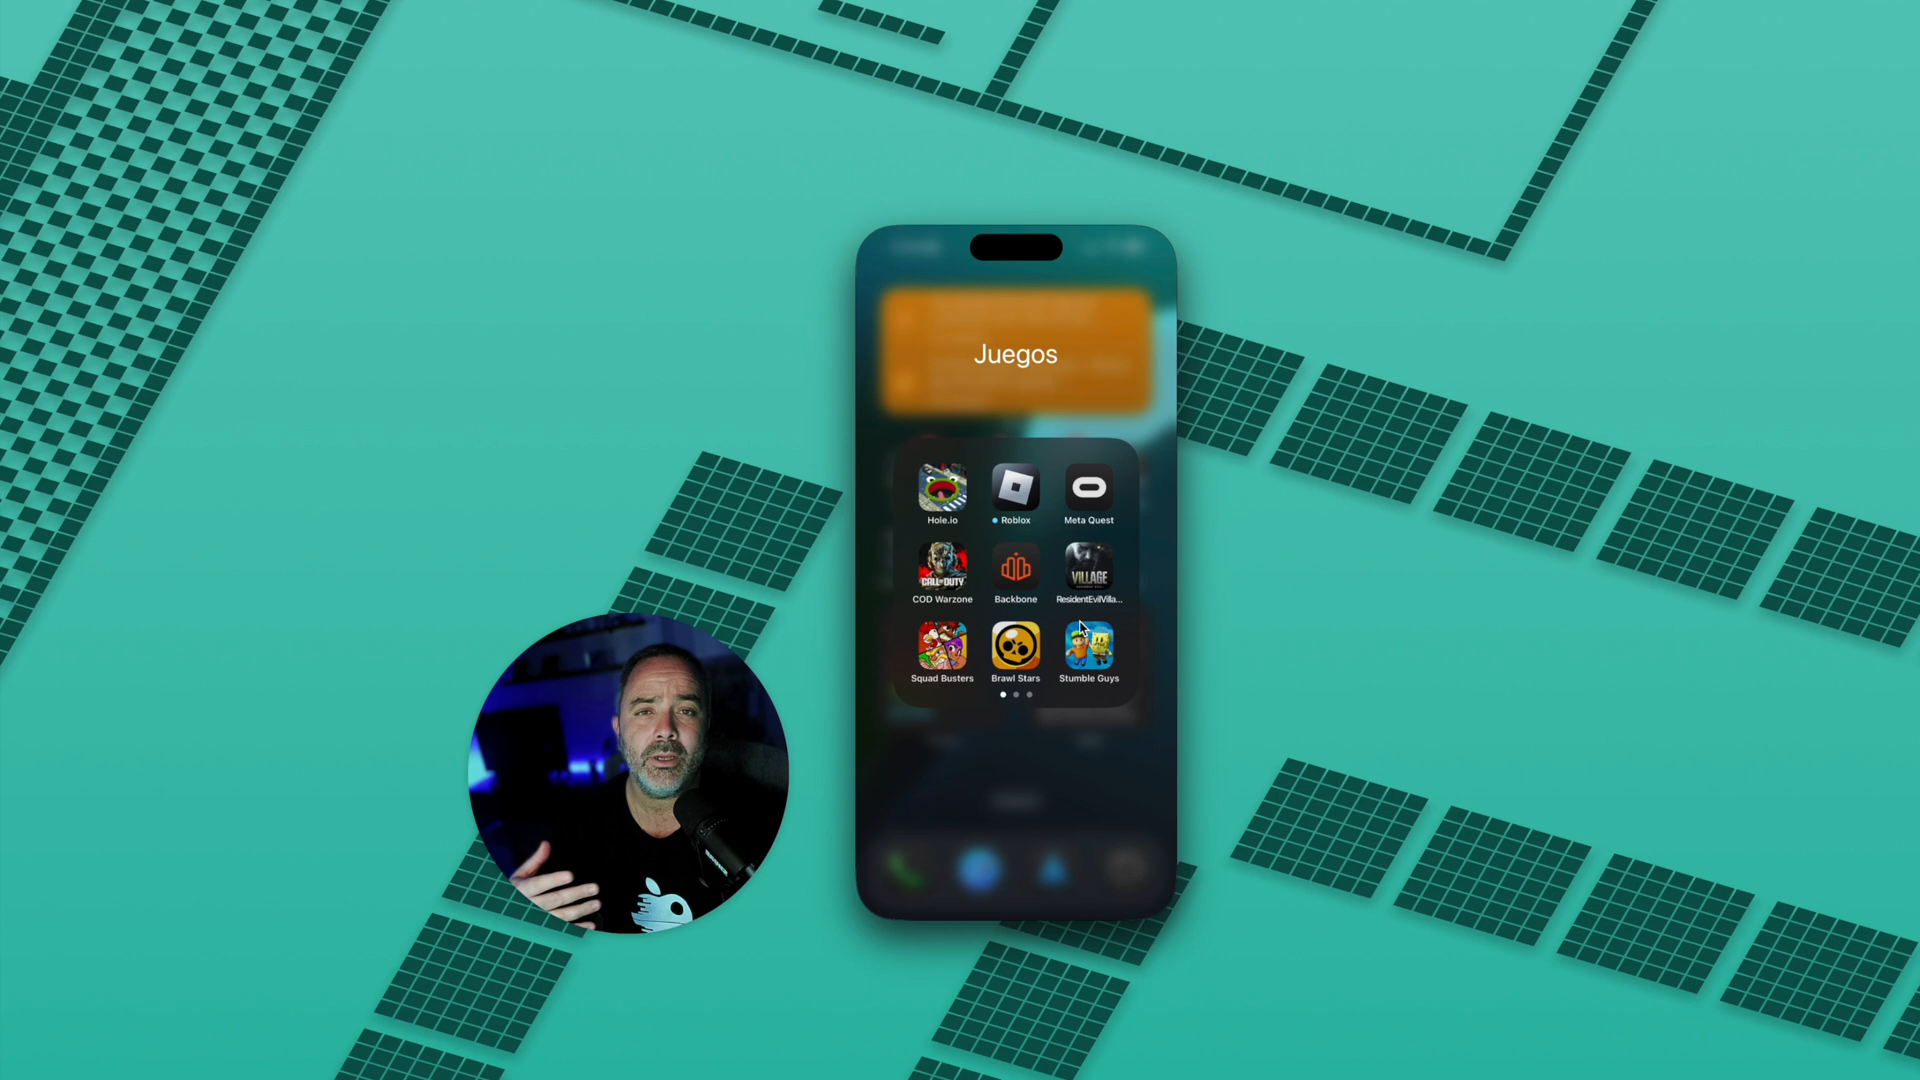 Juegos
Hole.io
Roblox
Meta Quest
CALL OF DUTY
VILLAGE
COD Warzone
Backbone
ResidentEvilVilla...
Squad Busters
Brawl Stars
Stumble Guys